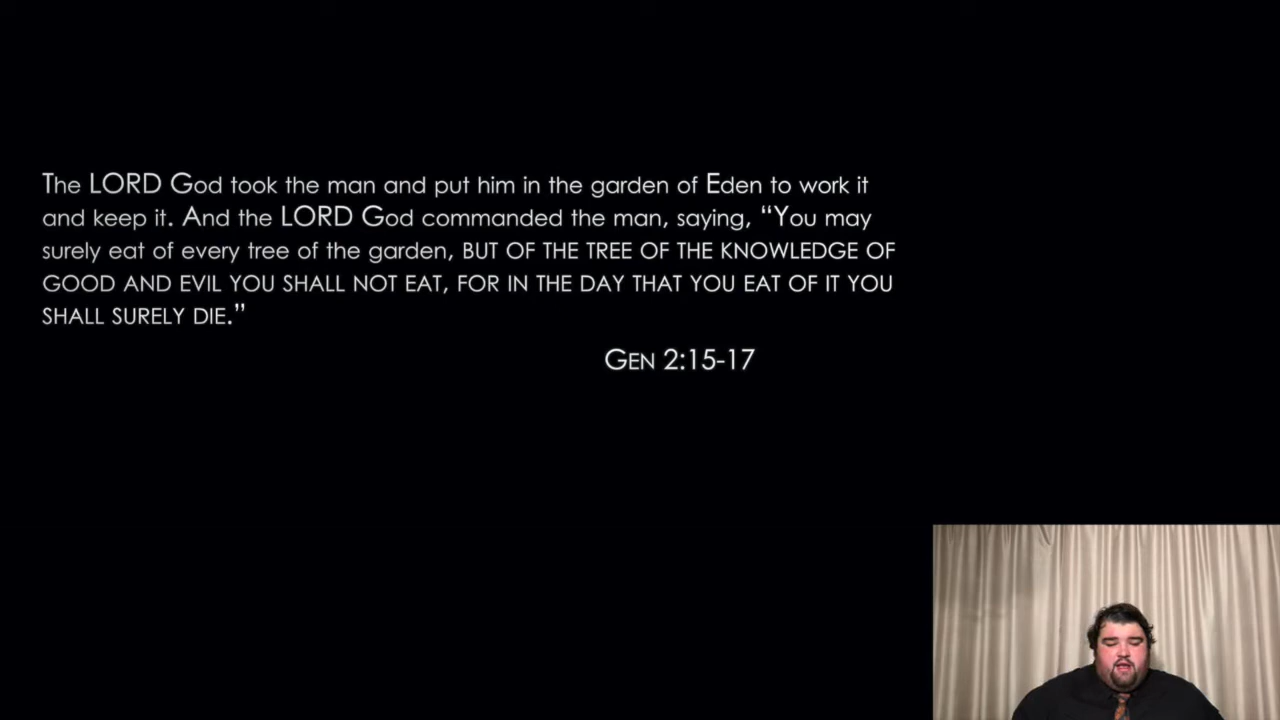 The LORD God took the man and put him in the garden of Eden to work it
and keep it. And the LORD God commanded the man, saying, “You may
surely eat of every tree of the garden, BUT OF THE TREE OF THE KNOWLEDGE OF
GOOD AND EVIL YOU SHALL NOT EAT, FOR IN THE DAY THAT YOU EAT OF IT YOU
SHALL SURELY DIE.”
GEN 2:15-17